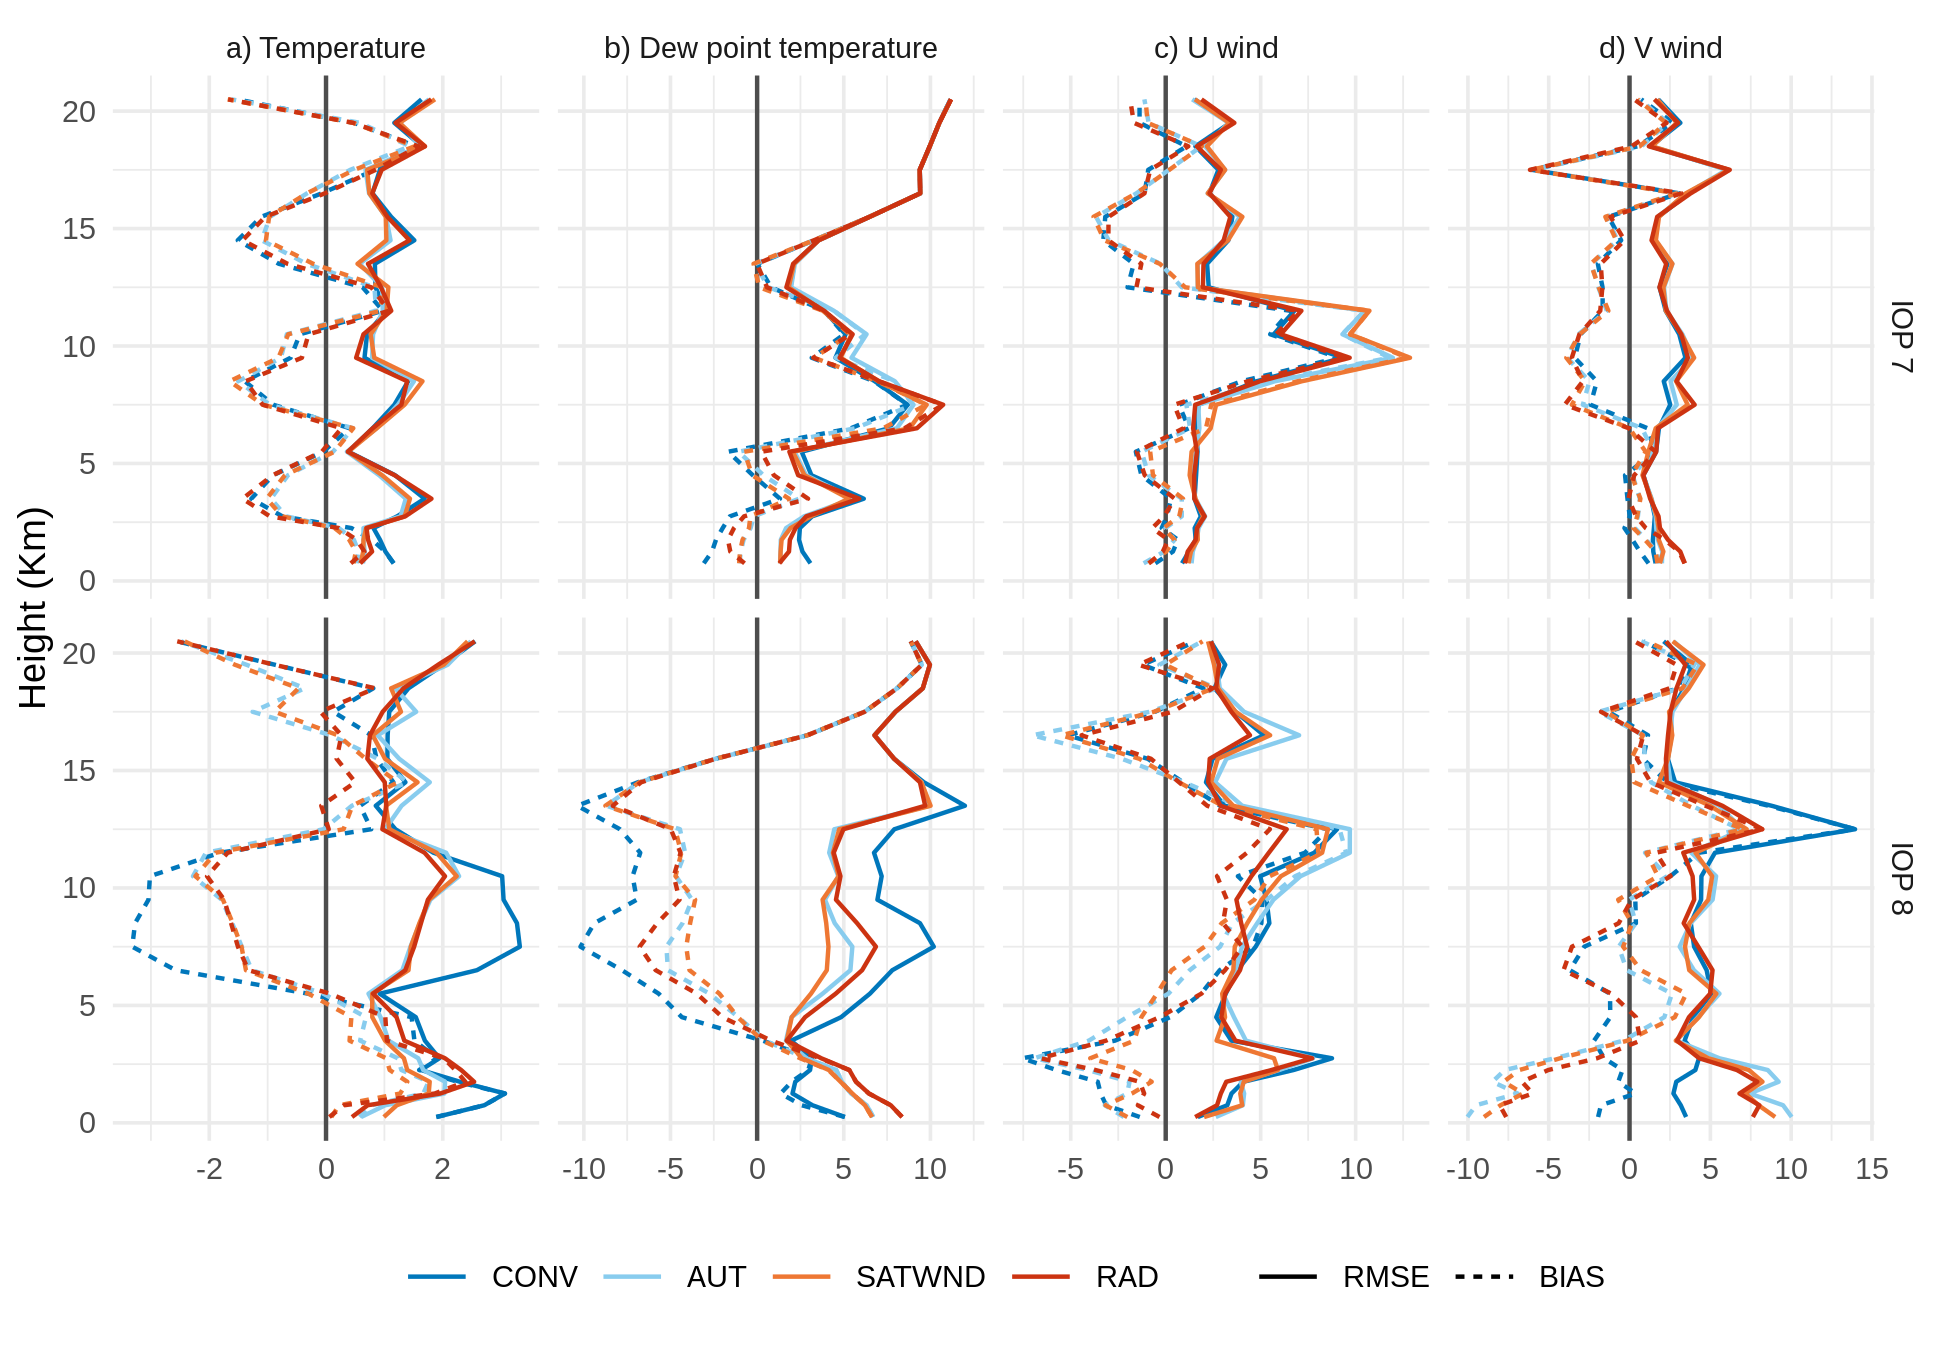 a) Temperature b) Dew point temperature c) U wind d) V wind
20
15
10
5
0
IOP 7
Height (Km)
20
15
10
5
0
IOP 8
-2 0 2 -10 -5 0 5 10 -5 0 5 10 -10 -5 0 5 10 15
CONV AUT SATWND RAD RMSE BIAS